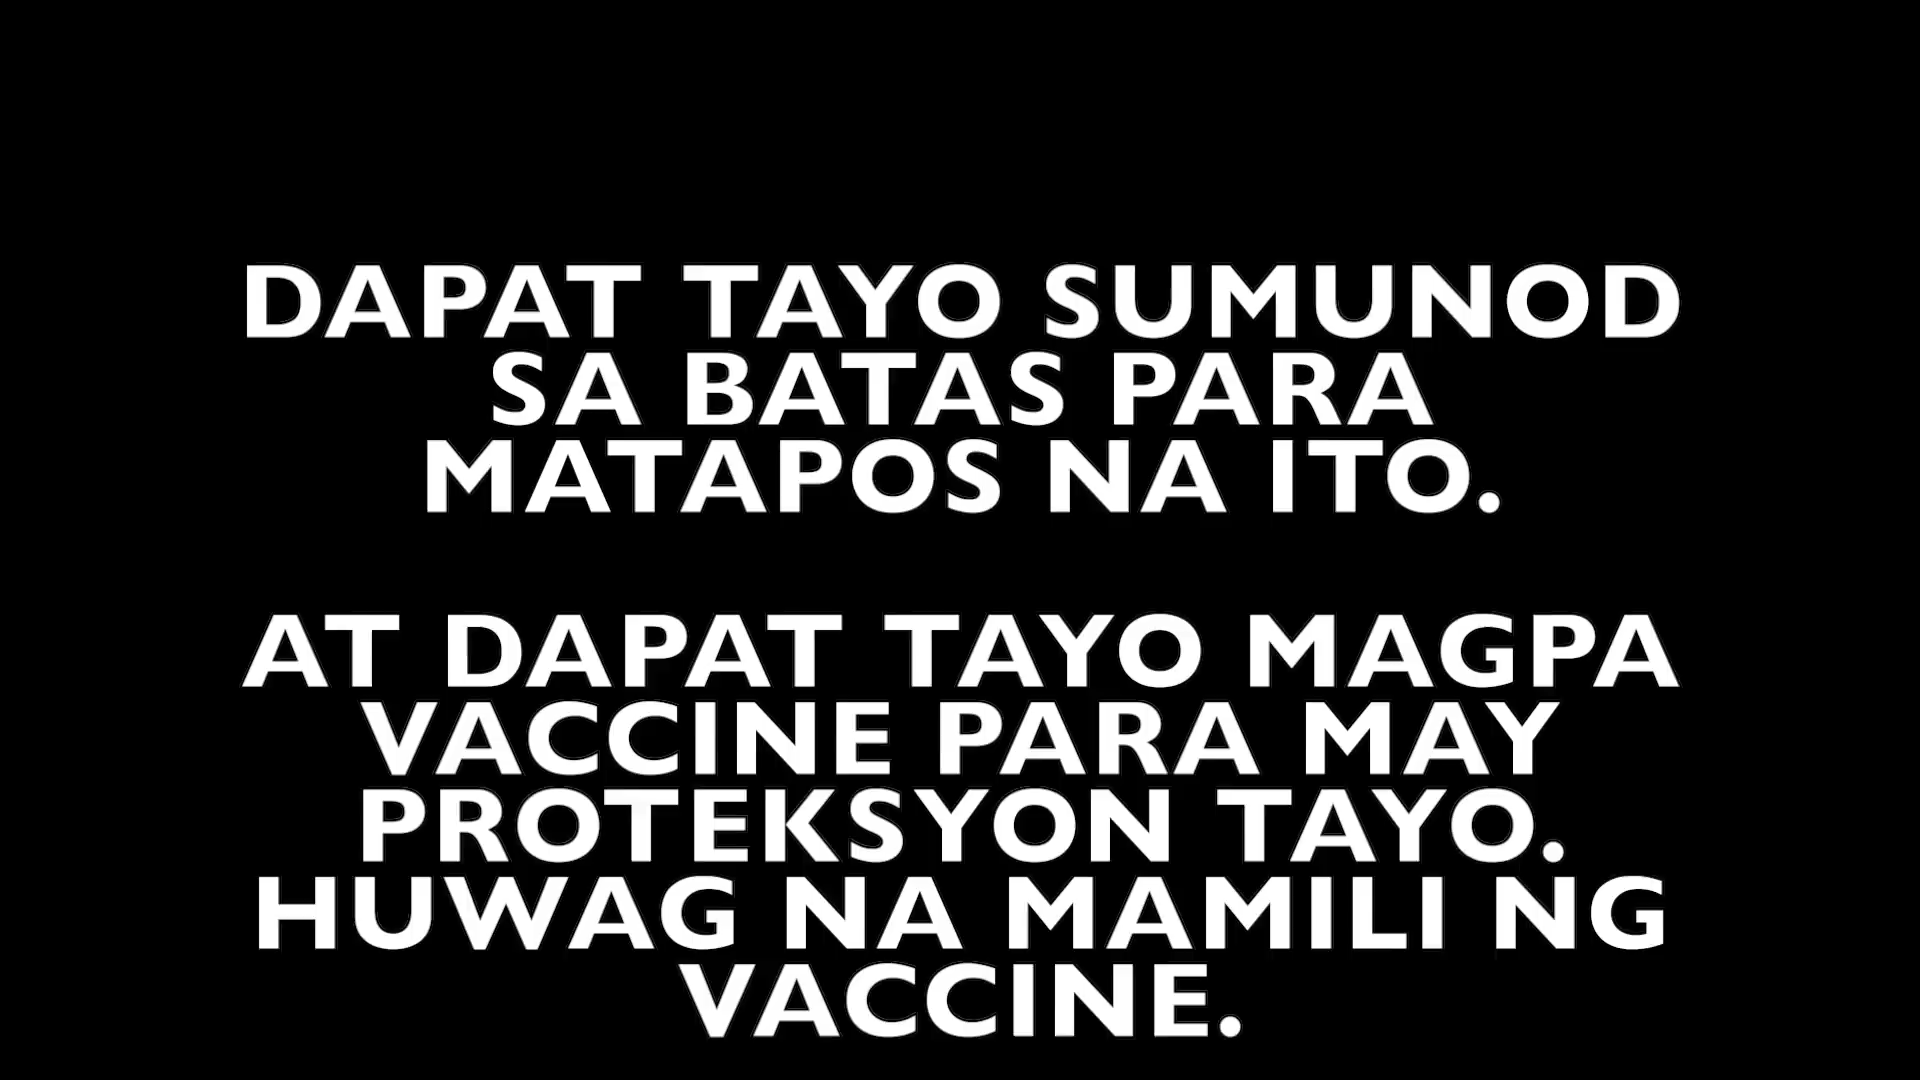 DAPAT TAYO SUMUNOD
SA BATAS PARA
MATAPOS NA ITO.
AT DAPAT TAYO MAGPA
VACCINE PARA MAY
PROTEKSYON TAYO.
HUWAG NA MAMILI NG
VACCINE.